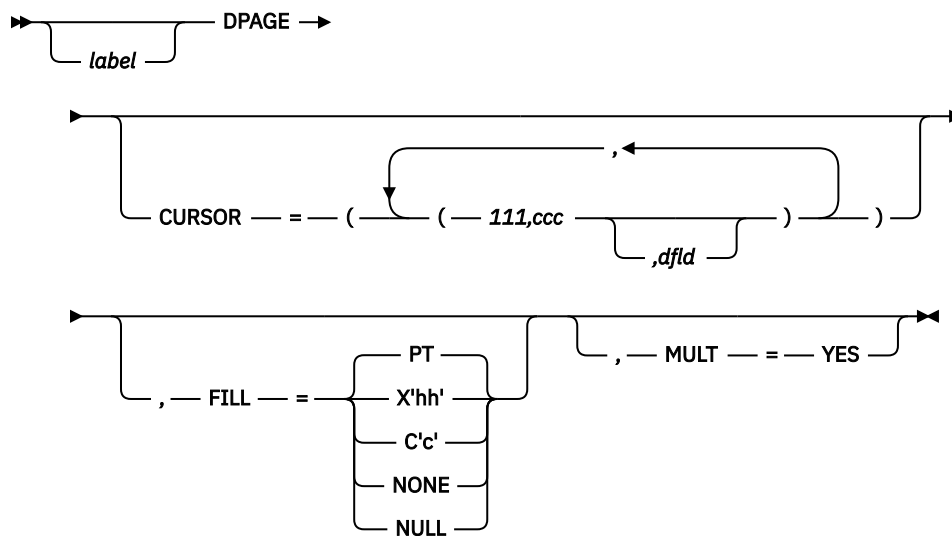 DPAGE
label
,
CURSOR = ( ( 111,ccc ) )
,dfld
PT
, MULT = YES
, FILL = X'hh'
C'c'
NONE
NULL